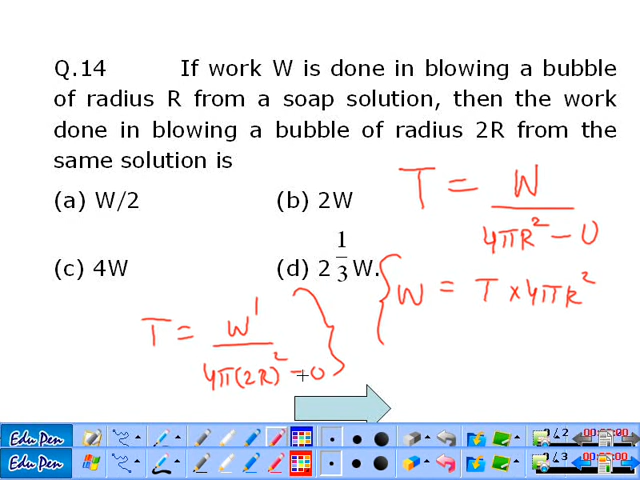 Q.14 If work W is done in blowing a bubble
of radius R from a soap solution, then the work
done in blowing a bubble of radius 2R from the
same solution is
(a) W/2 (b) 2W
(c) 4W (d) 2 1/3 W.
T = W / 4πR² - 0
W = T × 4πR²
T = W' / 4π(2R)² - 0
Edu Pen
Edu Pen